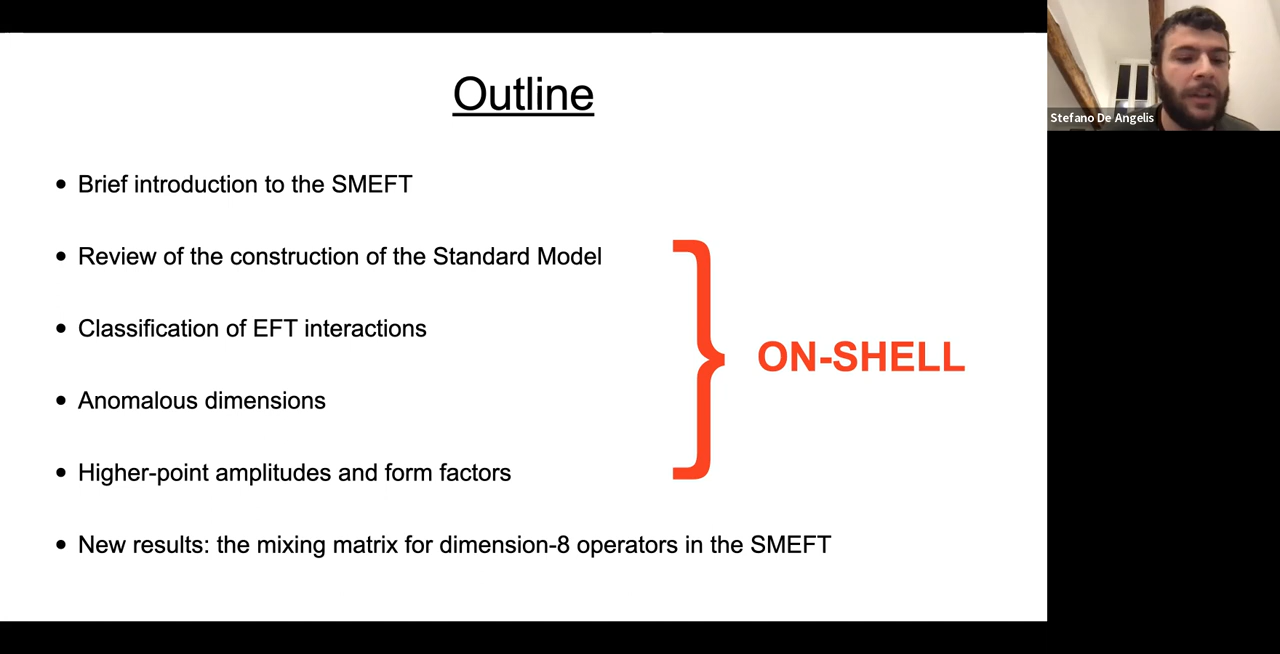 Outline
Stefano De Angelis
• Brief introduction to the SMEFT
• Review of the construction of the Standard Model
• Classification of EFT interactions
ON-SHELL
• Anomalous dimensions
• Higher-point amplitudes and form factors
• New results: the mixing matrix for dimension-8 operators in the SMEFT